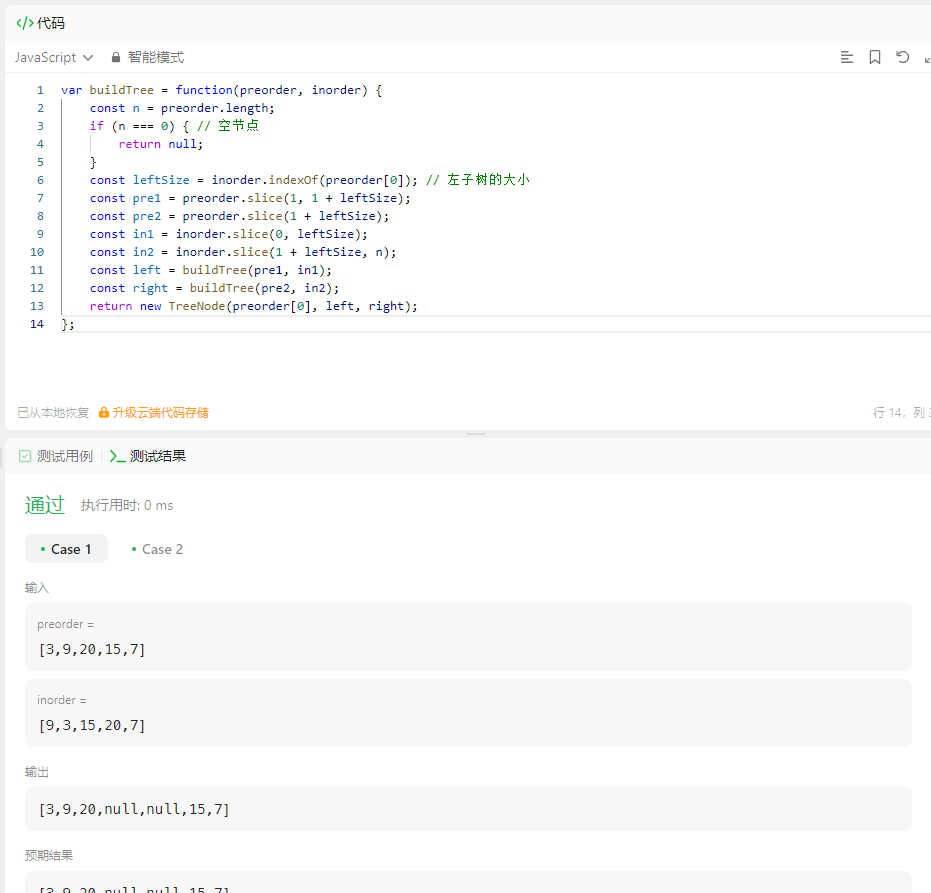 </> 代码
JavaScript 智能模式
1 var buildTree = function(preorder, inorder) {
2     const n = preorder.length;
3     if (n === 0) { // 空节点
4         return null;
5     }
6     const leftSize = inorder.indexOf(preorder[0]); // 左子树的大小
7     const pre1 = preorder.slice(1, 1 + leftSize);
8     const pre2 = preorder.slice(1 + leftSize);
9     const in1 = inorder.slice(0, leftSize);
10     const in2 = inorder.slice(1 + leftSize, n);
11     const left = buildTree(pre1, in1);
12     const right = buildTree(pre2, in2);
13     return new TreeNode(preorder[0], left, right);
14 };
已从本地恢复 升级云端代码存储 行 14, 列
测试用例 >_ 测试结果
通过 执行用时: 0 ms
• Case 1 • Case 2
输入
preorder =
[3,9,20,15,7]
inorder =
[9,3,15,20,7]
输出
[3,9,20,null,null,15,7]
预期结果
[3,9,20,null,null,15,7]